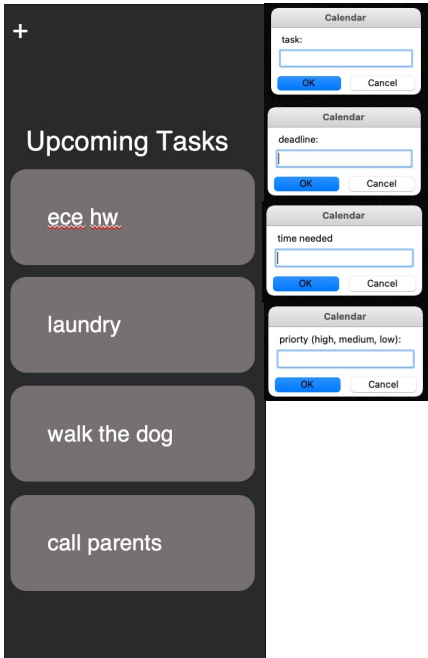 +
Upcoming Tasks
ece hw
laundry
walk the dog
call parents
Calendar
task:
OK Cancel
Calendar
deadline:
OK Cancel
Calendar
time needed
OK Cancel
Calendar
priorty (high, medium, low):
OK Cancel